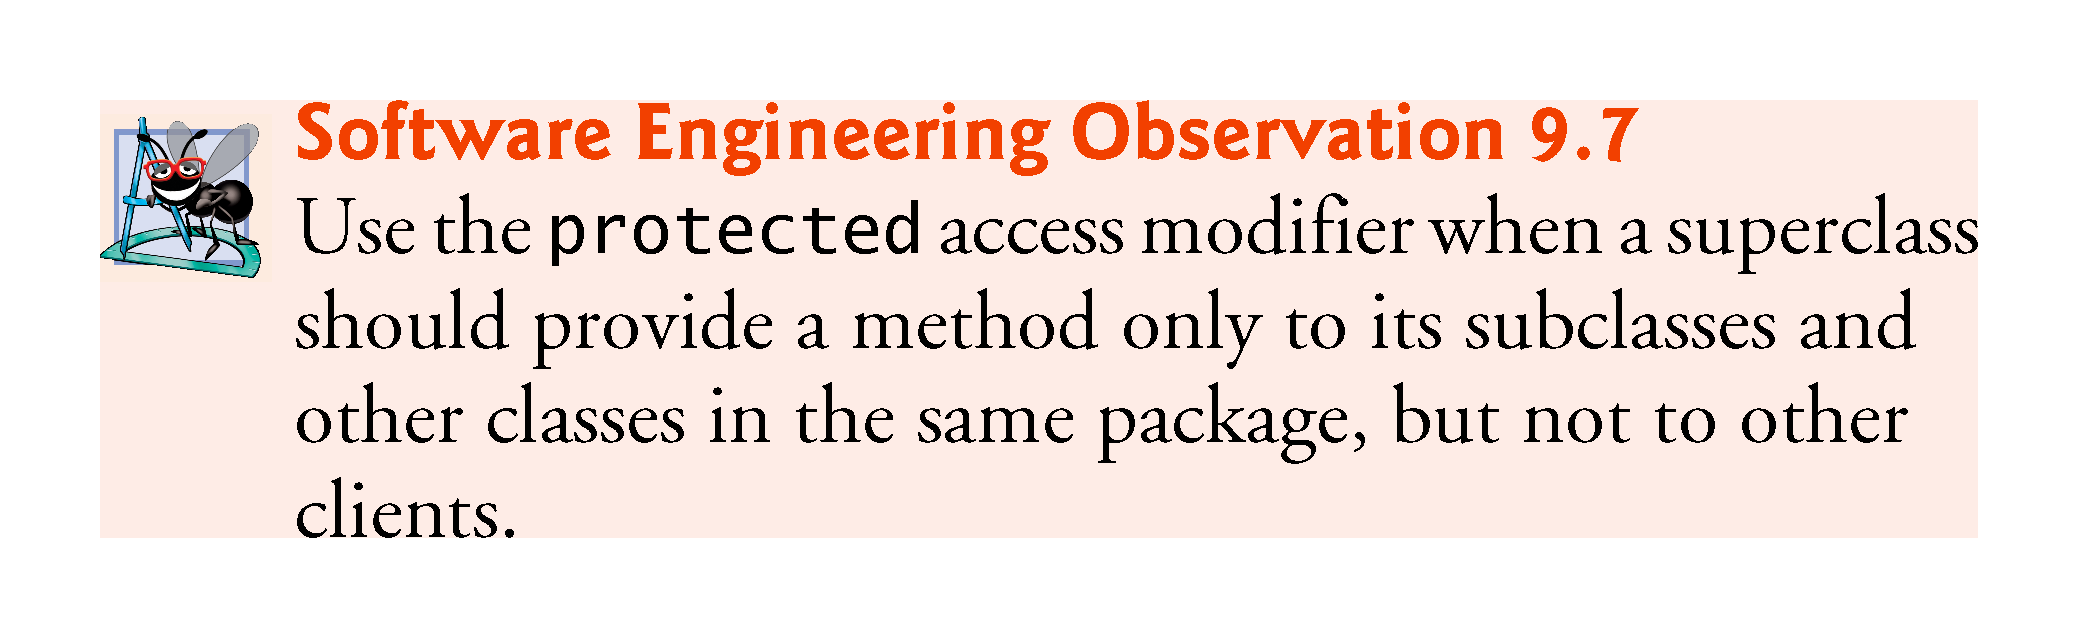 Software Engineering Observation 9.7
Use the protected access modifier when a superclass
should provide a method only to its subclasses and
other classes in the same package, but not to other
clients.